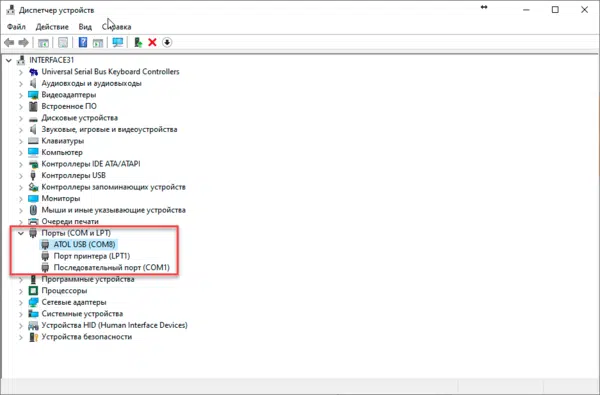 Диспетчер устройств
Файл Действие Вид Справка
INTERFACE31
Universal Serial Bus Keyboard Controllers
Аудиовходы и аудиовыходы
Видеоадаптеры
Встроенное ПО
Дисковые устройства
Звуковые, игровые и видеоустройства
Клавиатуры
Компьютер
Контроллеры IDE ATA/ATAPI
Контроллеры USB
Контроллеры запоминающих устройств
Мониторы
Мыши и иные указывающие устройства
Очереди печати
Порты (COM и LPT)
ATOL USB (COM8)
Порт принтера (LPT1)
Последовательный порт (COM1)
Программные устройства
Процессоры
Сетевые адаптеры
Системные устройства
Устройства HID (Human Interface Devices)
Устройства безопасности